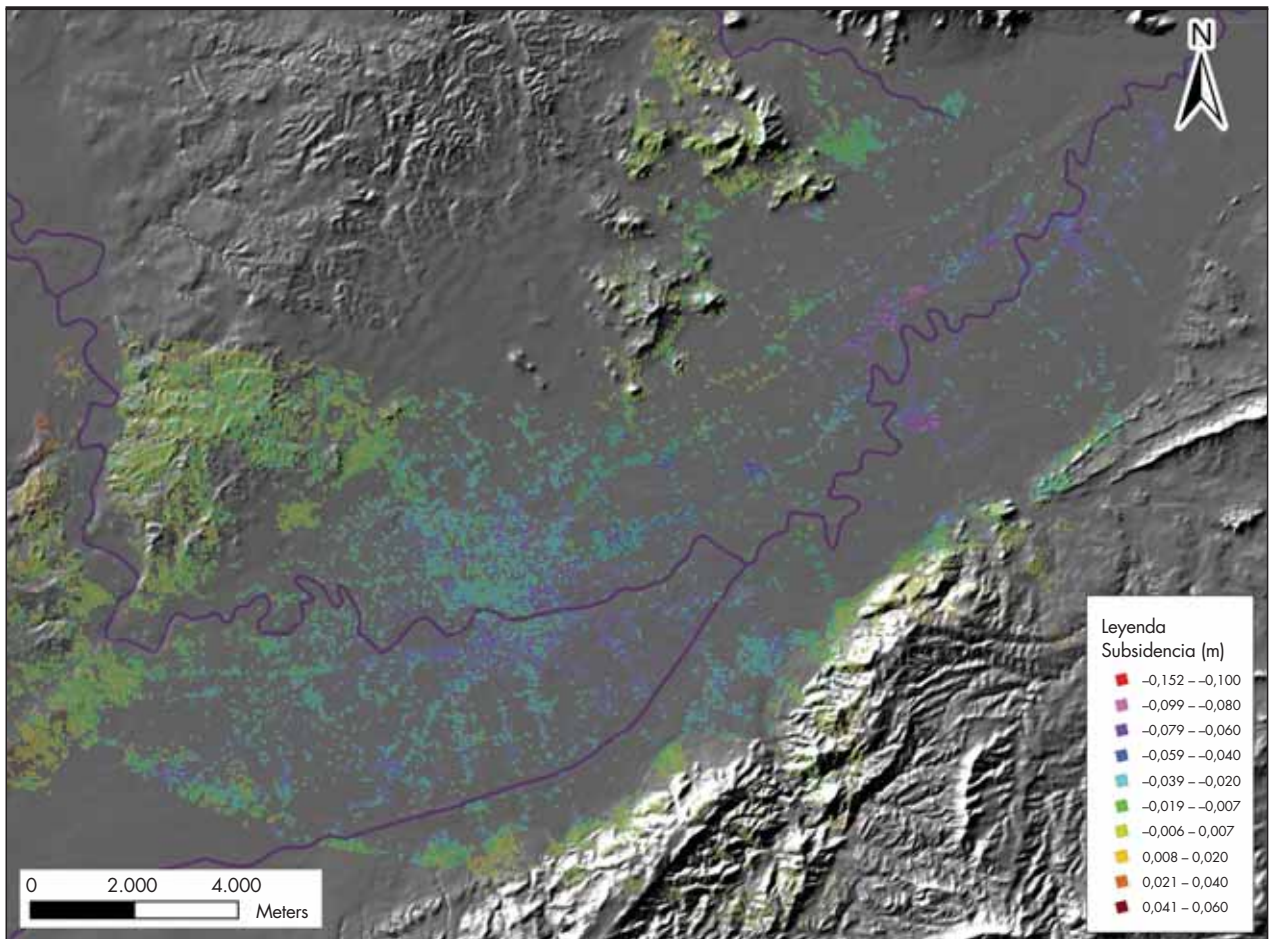 N
Leyenda
Subsidencia (m)
–0,152 – –0,100
–0,099 – –0,080
–0,079 – –0,060
–0,059 – –0,040
–0,039 – –0,020
–0,019 – –0,007
–0,006 – 0,007
0,008 – 0,020
0,021 – 0,040
0,041 – 0,060
0 2.000 4.000
Meters